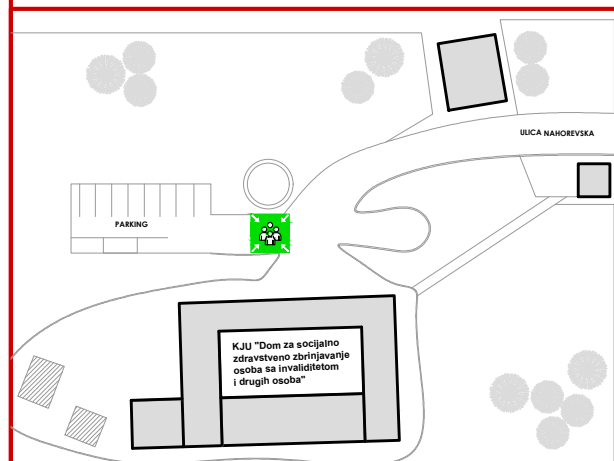 ULICA NAHOREVSKA
PARKING
KJU "Dom za socijalno
zdravstveno zbrinjavanje
osoba sa invaliditetom
i drugih osoba"